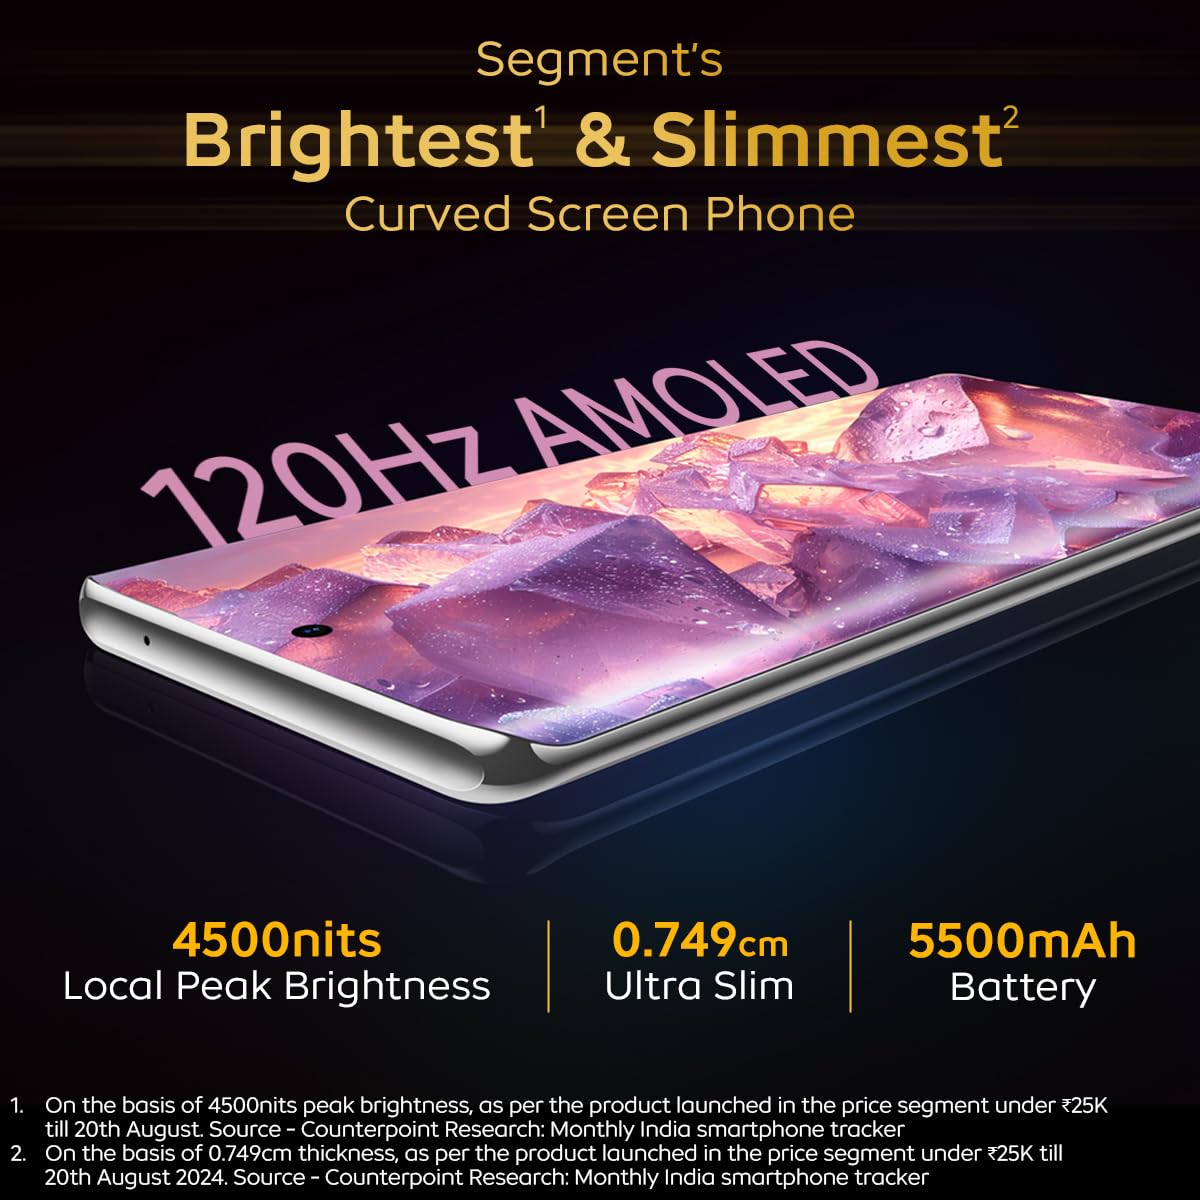 Segment's
Brightest¹ & Slimmest²
Curved Screen Phone
120Hz AMOLED
4500nits
Local Peak Brightness
0.749cm
Ultra Slim
5500mAh
Battery
1. On the basis of 4500nits peak brightness, as per the product launched in the price segment under ₹25K
till 20th August. Source - Counterpoint Research: Monthly India smartphone tracker
2. On the basis of 0.749cm thickness, as per the product launched in the price segment under ₹25K till
20th August 2024. Source - Counterpoint Research: Monthly India smartphone tracker